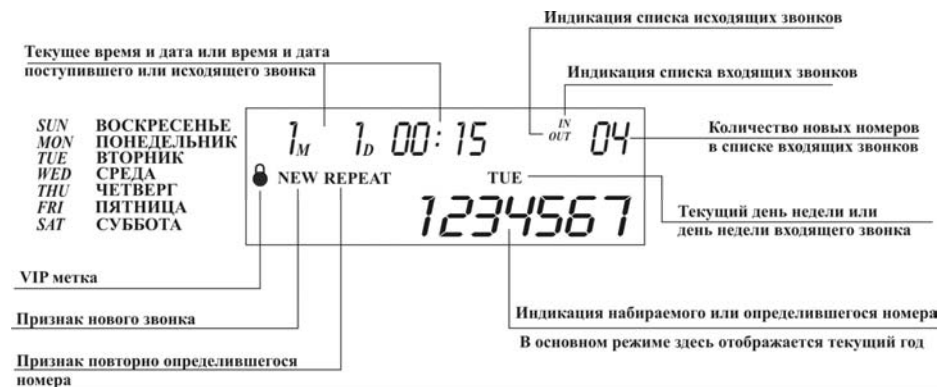 Индикация списка исходящих звонков
Текущее время и дата или время и дата
поступившего или исходящего звонка
Индикация списка входящих звонков
SUN ВОСКРЕСЕНЬЕ
MON ПОНЕДЕЛЬНИК
TUE ВТОРНИК
WED СРЕДА
THU ЧЕТВЕРГ
FRI ПЯТНИЦА
SAT СУББОТА
1M 1D 00:15 IN OUT 04
NEW REPEAT TUE
1234567
Количество новых номеров
в списке входящих звонков
Текущий день недели или
день недели входящего звонка
VIP метка
Признак нового звонка
Индикация набираемого или определившегося номера
В основном режиме здесь отображается текущий год
Признак повторно определившегося
номера